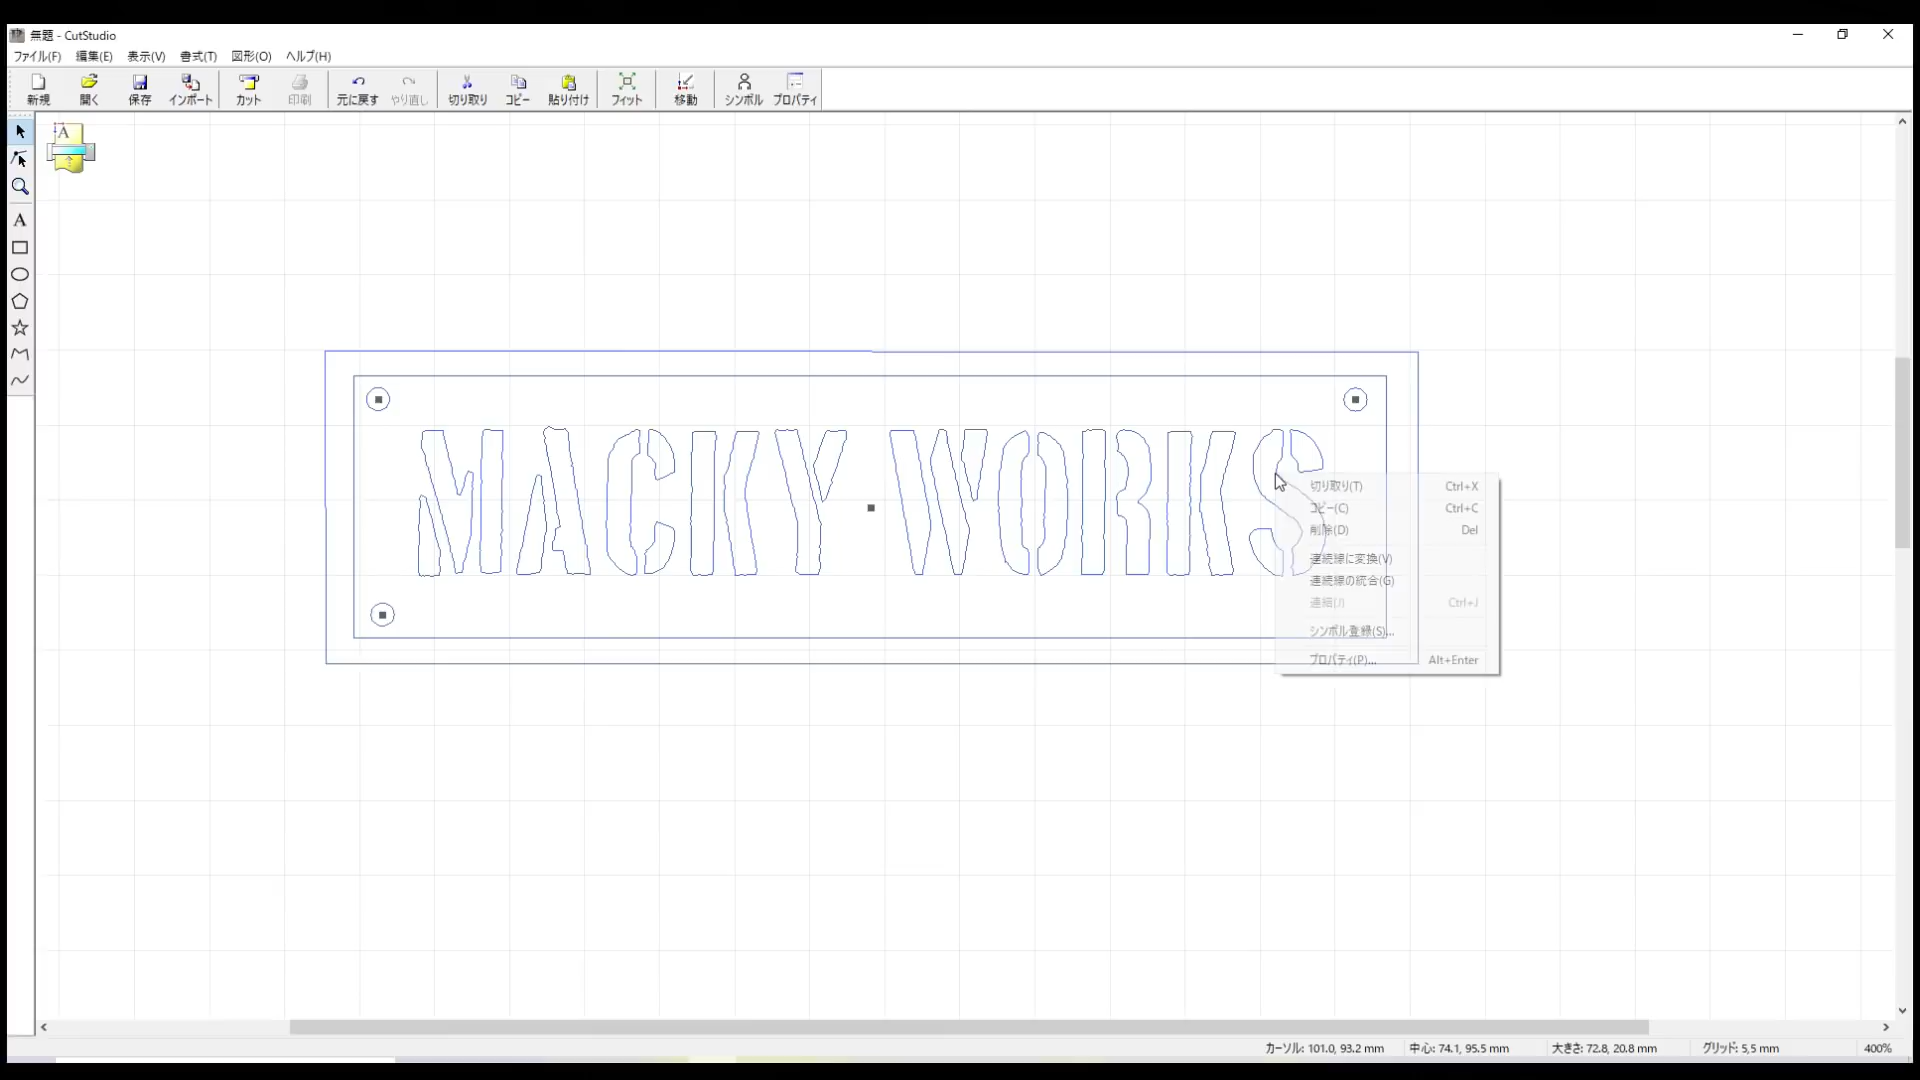 無題 - CutStudio
ファイル(F) 編集(E) 表示(V) 書式(T) 図形(O) ヘルプ(H)
新規 開く 保存 インポート カット 印刷 元に戻す やり直し 切り取り コピー 貼り付け フィット 移動 シンボル プロパティ
A
A
MACKY WORKS
切り取り(T) Ctrl+X
コピー(C) Ctrl+C
削除(D) Del
連続線に変換(V)
連続線の統合(G)
連結(J) Ctrl+J
シンボル登録(S)...
プロパティ(P)... Alt+Enter
カーソル: 101.0, 93.2 mm 中心: 74.1, 95.5 mm 大きさ: 72.8, 20.8 mm グリッド: 5,5 mm 400%